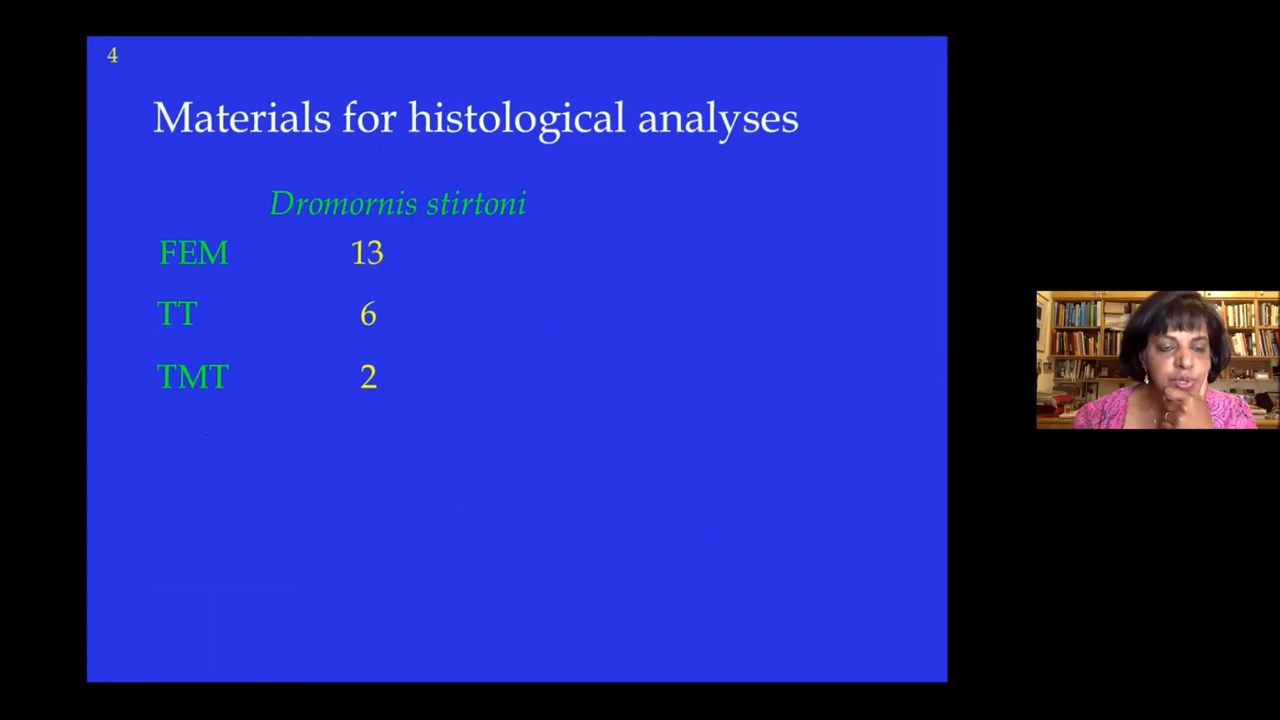 4
Materials for histological analyses
Dromornis stirtoni
FEM 13
TT 6
TMT 2